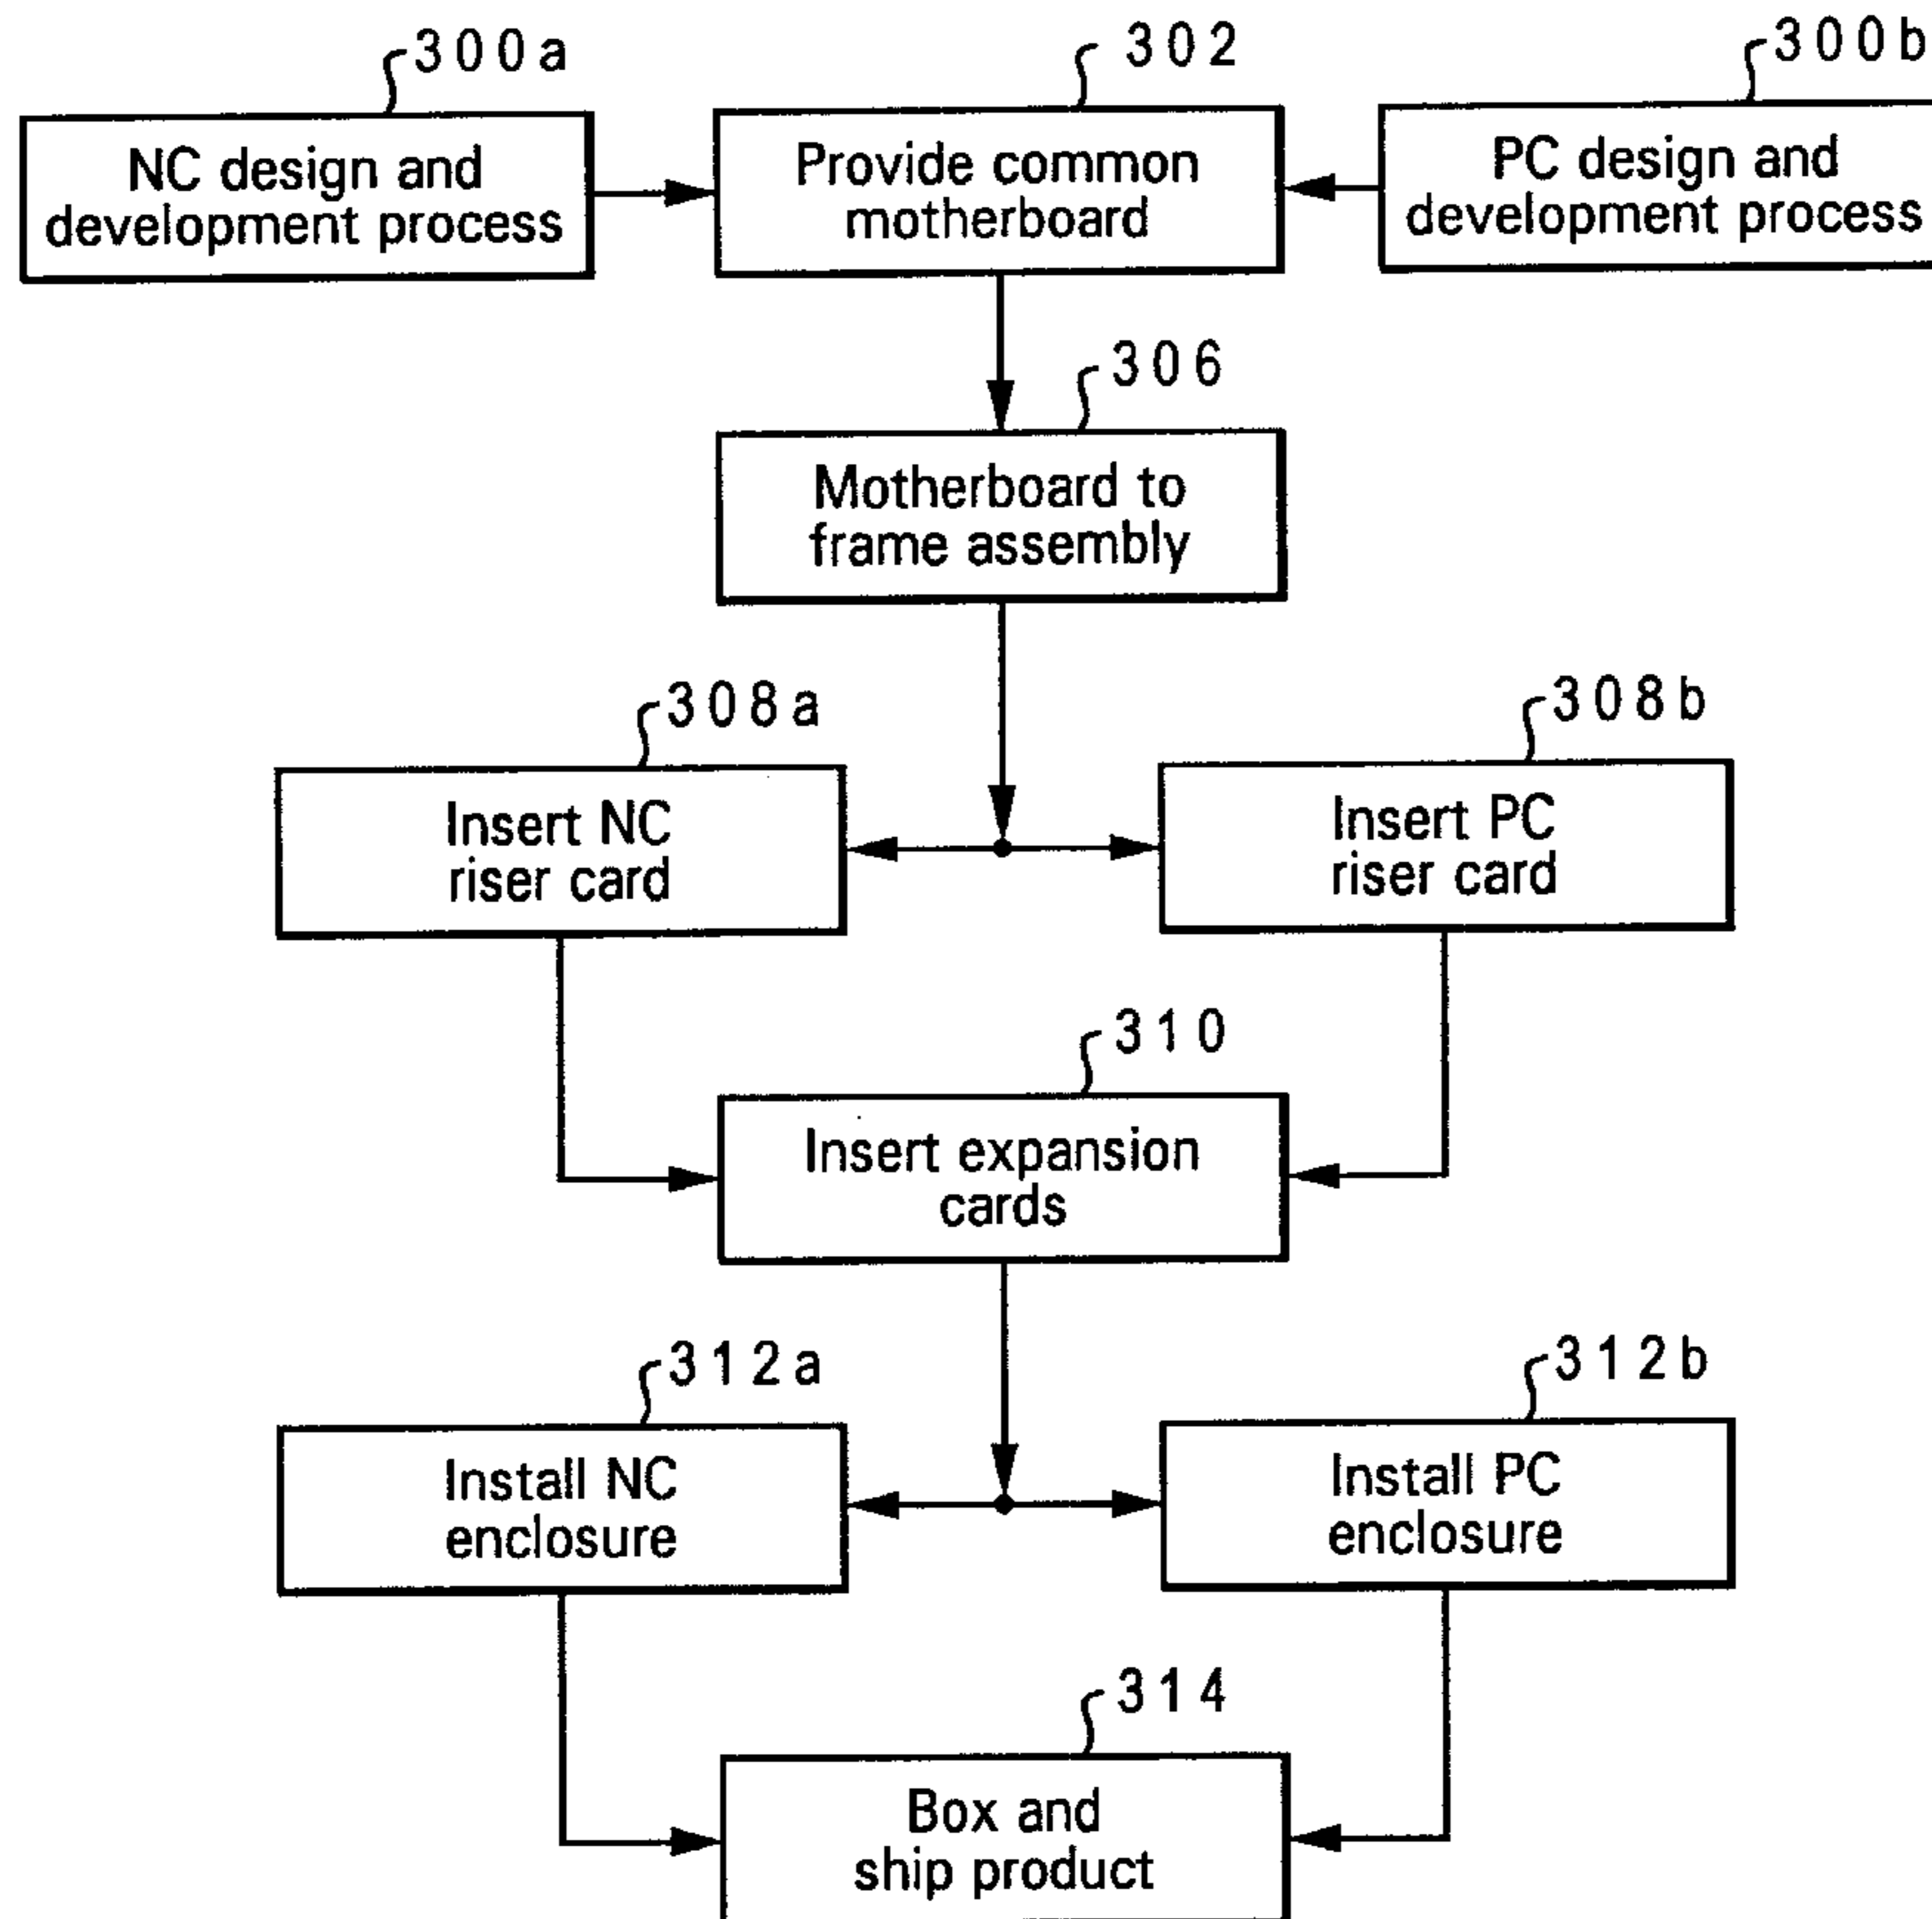 300a
302
300b
NC design and
development process
Provide common
motherboard
PC design and
development process
306
Motherboard to
frame assembly
308a
308b
Insert NC
riser card
Insert PC
riser card
310
Insert expansion
cards
312a
312b
Install NC
enclosure
Install PC
enclosure
314
Box and
ship product